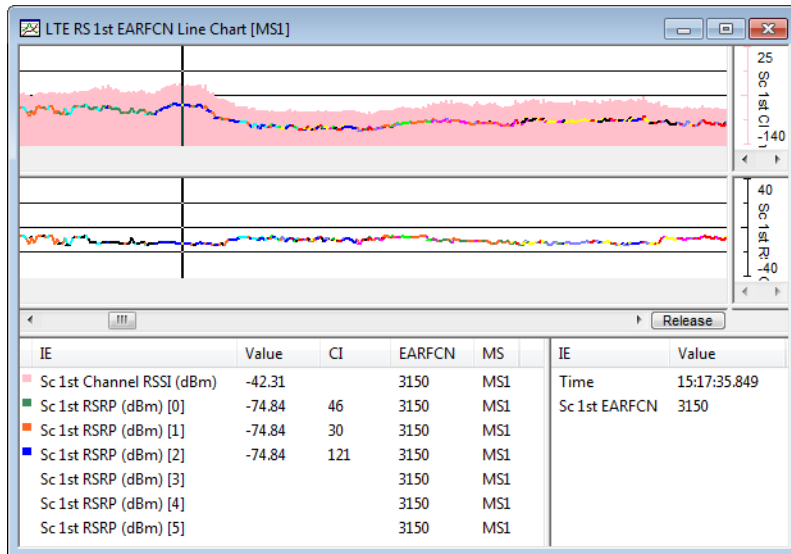 LTE RS 1st EARFCN Line Chart [MS1]
25
Sc 1st Cl
-140
40
Sc 1st R
-40
Release
IE Value CI EARFCN MS IE Value
Sc 1st Channel RSSI (dBm) -42.31 3150 MS1 Time 15:17:35.849
Sc 1st RSRP (dBm) [0] -74.84 46 3150 MS1 Sc 1st EARFCN 3150
Sc 1st RSRP (dBm) [1] -74.84 30 3150 MS1
Sc 1st RSRP (dBm) [2] -74.84 121 3150 MS1
Sc 1st RSRP (dBm) [3] 3150 MS1
Sc 1st RSRP (dBm) [4] 3150 MS1
Sc 1st RSRP (dBm) [5] 3150 MS1